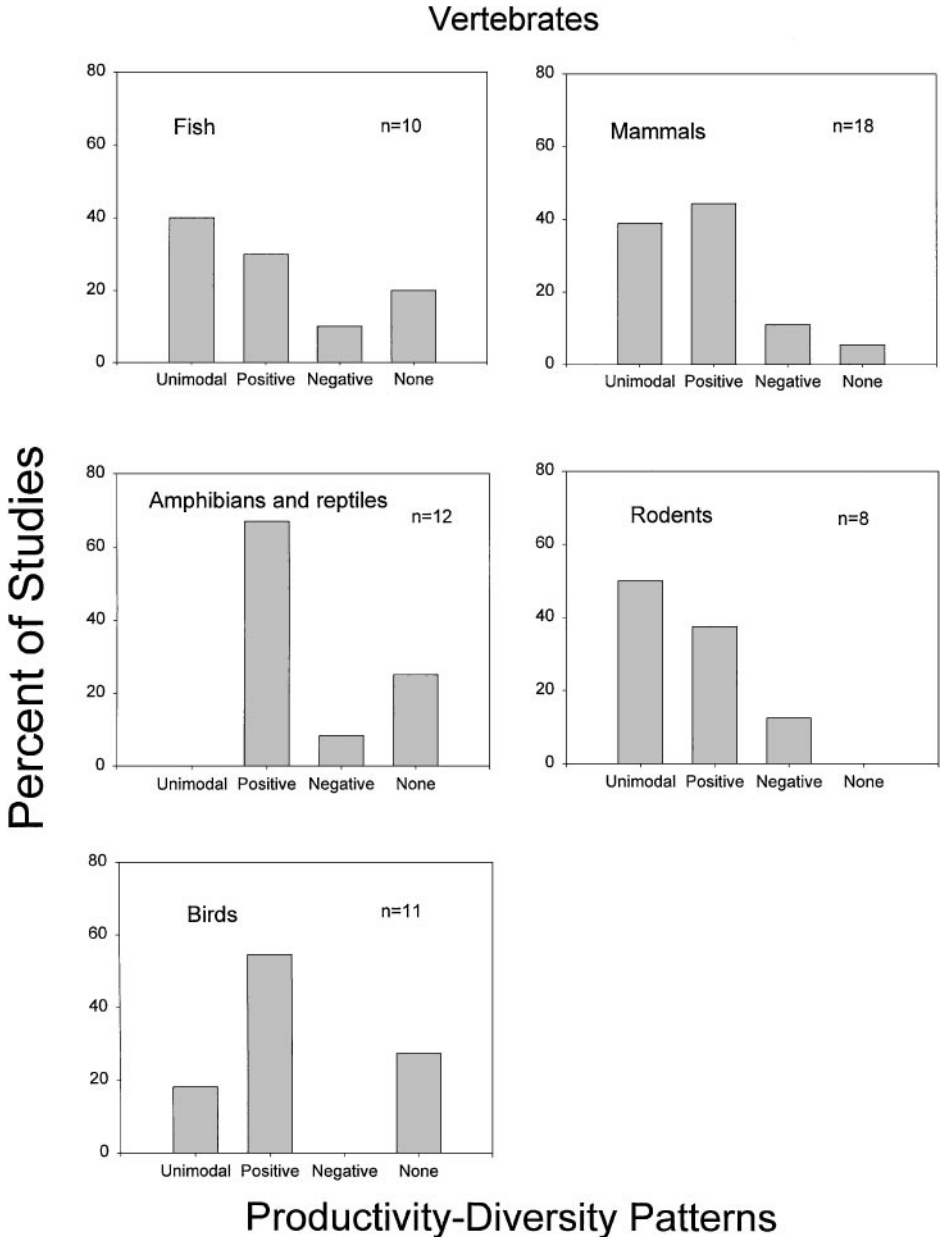 Vertebrates
80
60
40
20
0
Fish
n=10
Unimodal Positive Negative None
80
60
40
20
0
Mammals
n=18
Unimodal Positive Negative None
Percent of Studies
80
60
40
20
0
Amphibians and reptiles
n=12
Unimodal Positive Negative None
80
60
40
20
0
Rodents
n=8
Unimodal Positive Negative None
80
60
40
20
0
Birds
n=11
Unimodal Positive Negative None
Productivity-Diversity Patterns